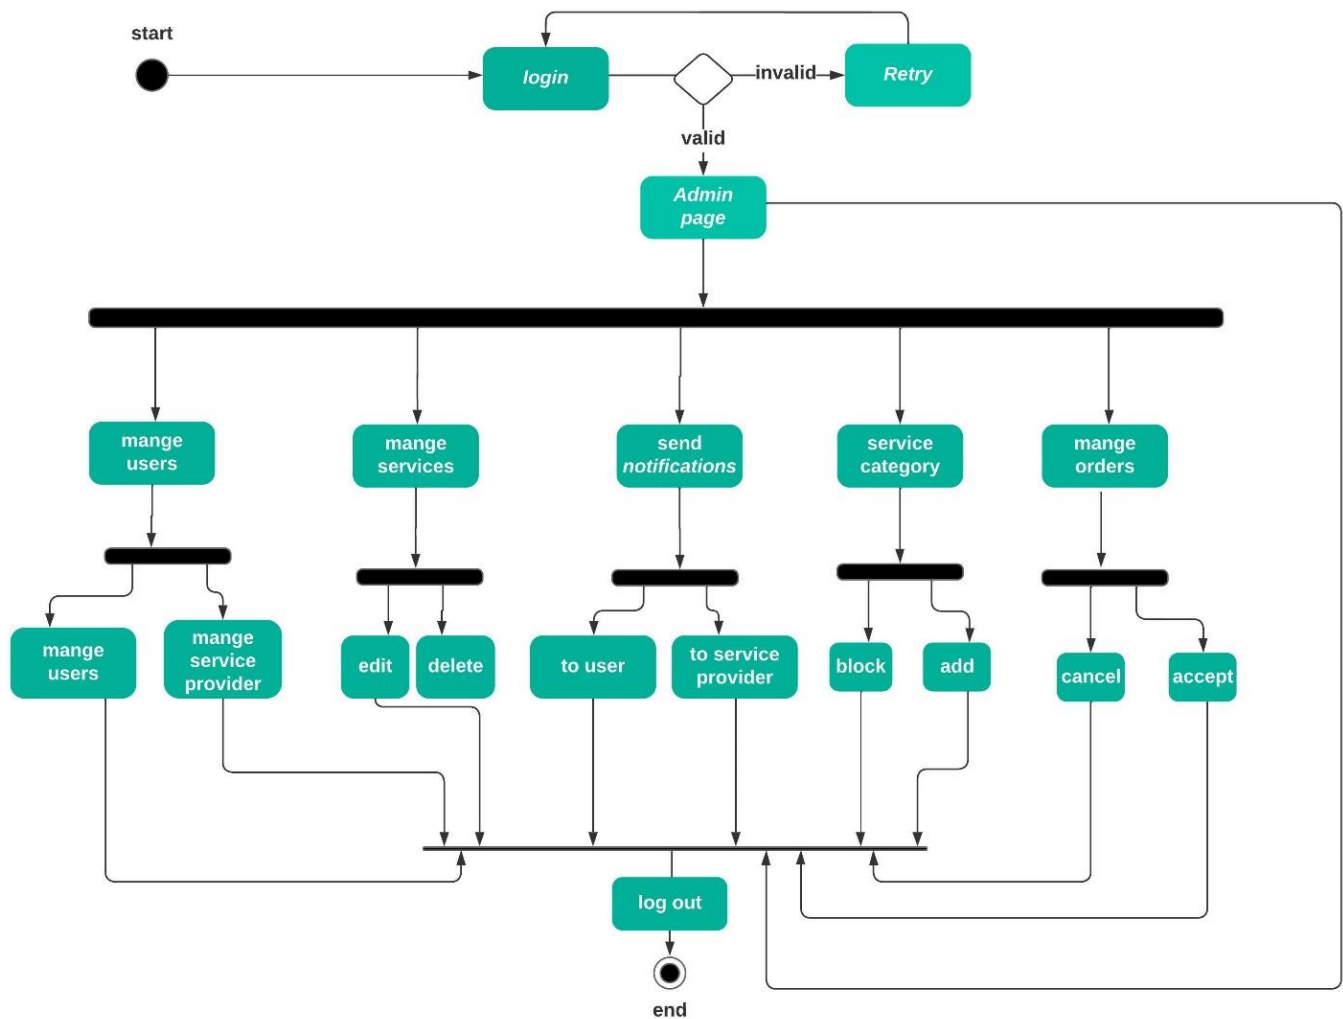 start
login
invalid
Retry
valid
Admin
page
mange
users
mange
services
send
notifications
service
category
mange
orders
mange
users
mange
service
provider
edit
delete
to user
to service
provider
block
add
cancel
accept
log out
end